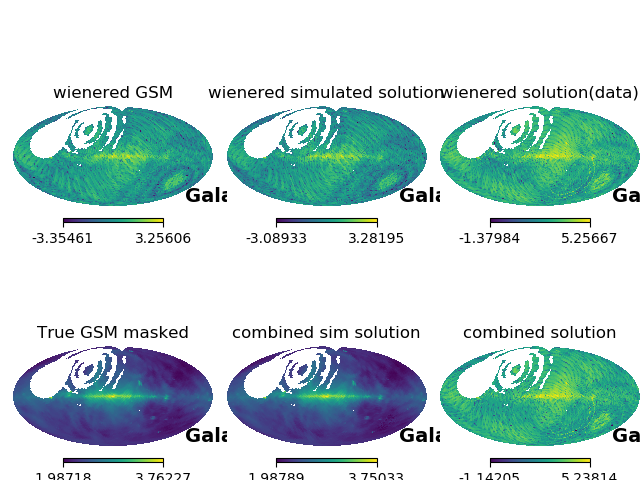 wienered GSM
wienered simulated solution
wienered solution(data)
Gala
Gala
Ga
-3.35461
3.25606
-3.08933
3.28195
-1.37984
5.25667
True GSM masked
combined sim solution
combined solution
Gala
Gala
Ga
1.98718
3.76227
1.98789
3.75033
-1.14205
5.23814